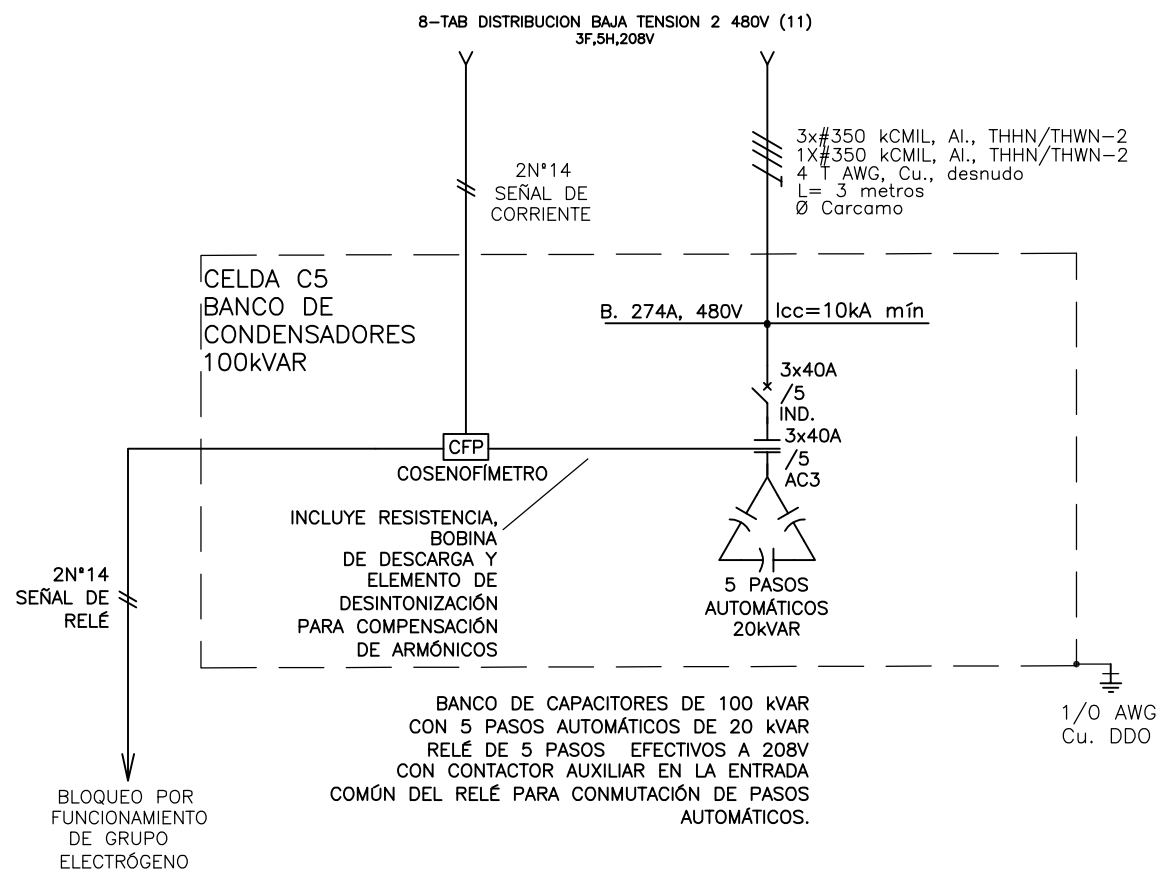 8-TAB DISTRIBUCION BAJA TENSION 2 480V (11)
3F,5H,208V
3x#350 kCMIL, Al., THHN/THWN-2
1X#350 kCMIL, Al., THHN/THWN-2
4 T AWG, Cu., desnudo
L= 3 metros
Ø Carcamo
2N°14
SEÑAL DE
CORRIENTE
CELDA C5
BANCO DE
CONDENSADORES
100kVAR
B. 274A, 480V
Icc=10kA mín
3x40A
/5
IND.
3x40A
/5
AC3
CFP
COSENOFÍMETRO
INCLUYE RESISTENCIA,
BOBINA
DE DESCARGA Y
ELEMENTO DE
DESINTONIZACIÓN
PARA COMPENSACIÓN
DE ARMÓNICOS
5 PASOS
AUTOMÁTICOS
20kVAR
2N°14
SEÑAL DE
RELÉ
1/0 AWG
Cu. DDO
BANCO DE CAPACITORES DE 100 kVAR
CON 5 PASOS AUTOMÁTICOS DE 20 kVAR
RELÉ DE 5 PASOS EFECTIVOS A 208V
CON CONTACTOR AUXILIAR EN LA ENTRADA
COMÚN DEL RELÉ PARA CONMUTACIÓN DE PASOS
AUTOMÁTICOS.
BLOQUEO POR
FUNCIONAMIENTO
DE GRUPO
ELECTRÓGENO